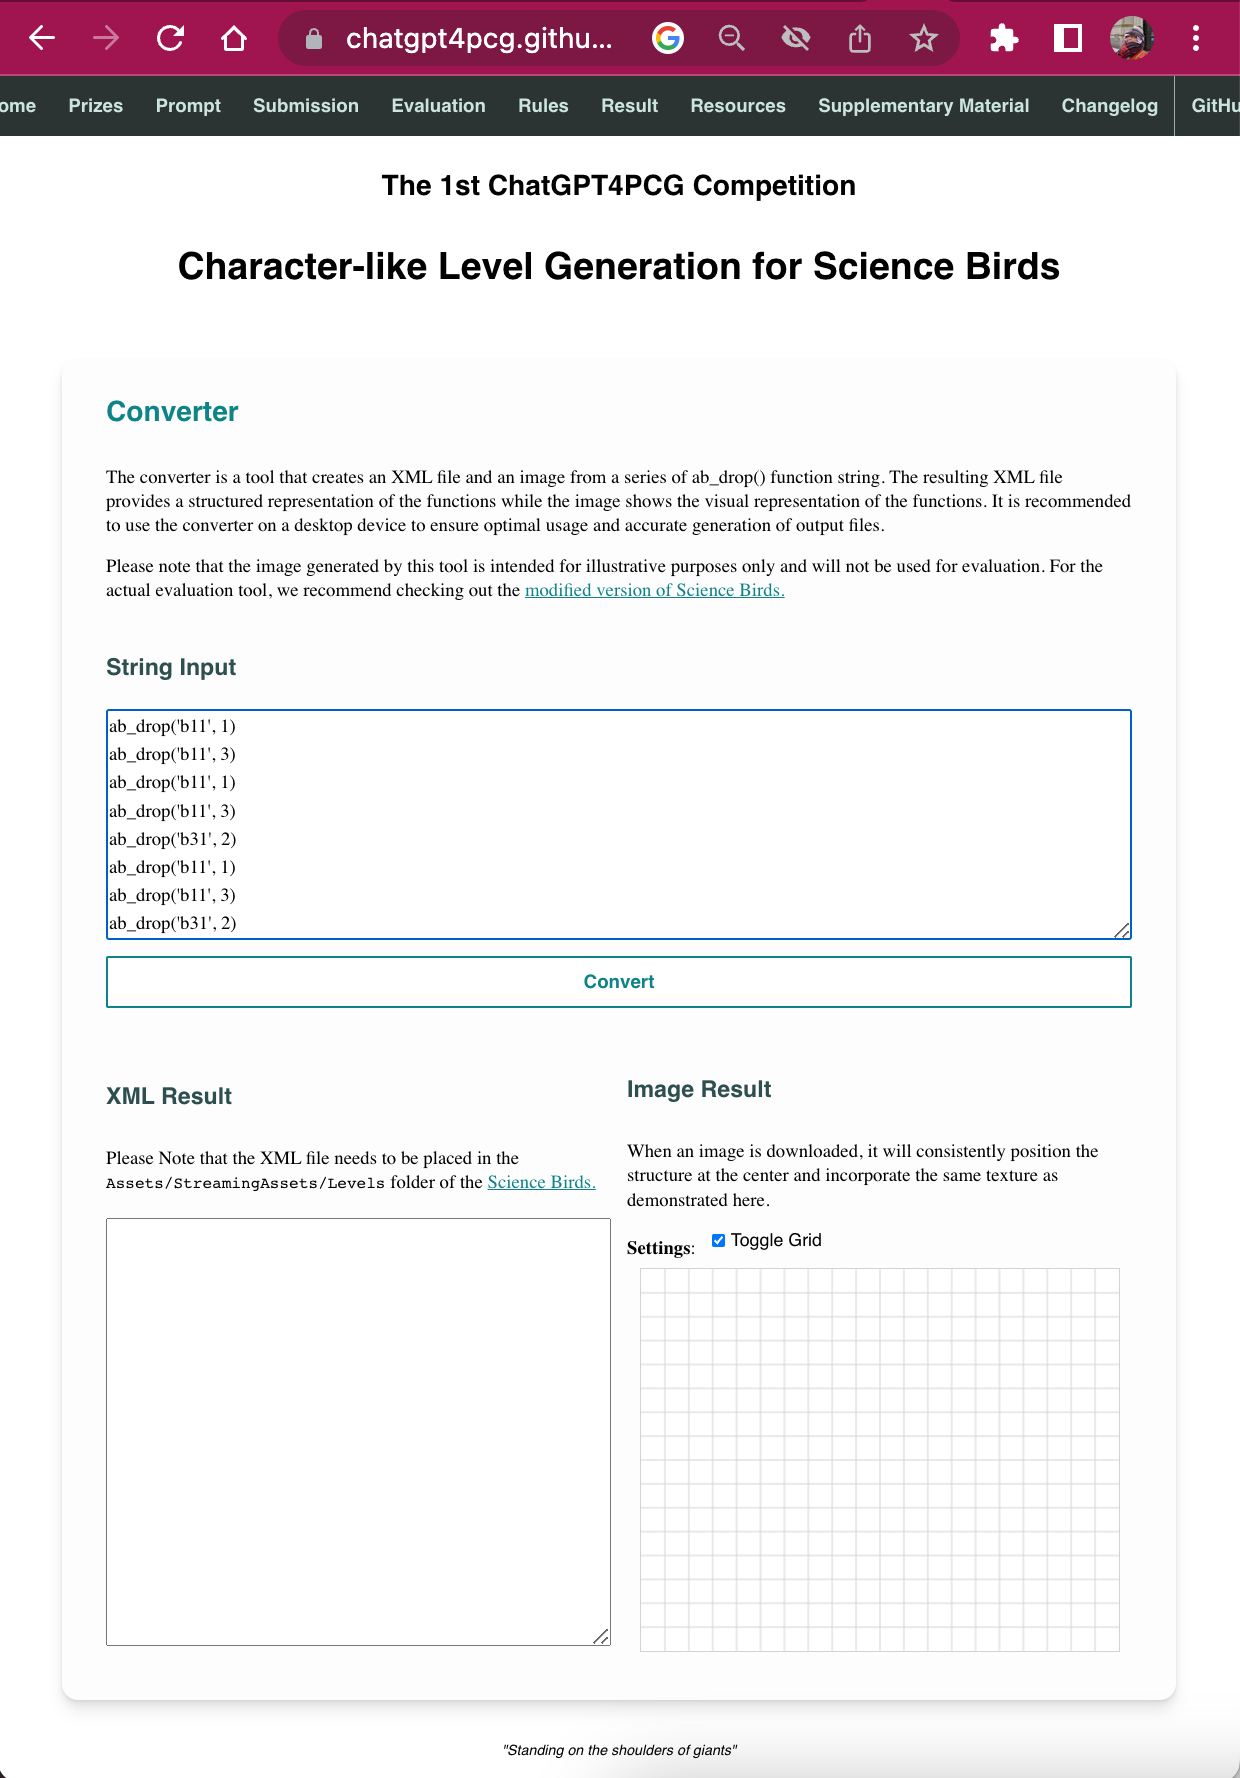 chatgpt4pcg.githu...
ome Prizes Prompt Submission Evaluation Rules Result Resources Supplementary Material Changelog GitHu
The 1st ChatGPT4PCG Competition
Character-like Level Generation for Science Birds
Converter
The converter is a tool that creates an XML file and an image from a series of ab_drop() function string. The resulting XML file
provides a structured representation of the functions while the image shows the visual representation of the functions. It is recommended
to use the converter on a desktop device to ensure optimal usage and accurate generation of output files.
Please note that the image generated by this tool is intended for illustrative purposes only and will not be used for evaluation. For the
actual evaluation tool, we recommend checking out the modified version of Science Birds.
String Input
ab_drop('b11', 1)
ab_drop('b11', 3)
ab_drop('b11', 1)
ab_drop('b11', 3)
ab_drop('b31', 2)
ab_drop('b11', 1)
ab_drop('b11', 3)
ab_drop('b31', 2)
Convert
XML Result
Please Note that the XML file needs to be placed in the
Assets/StreamingAssets/Levels folder of the Science Birds.
Image Result
When an image is downloaded, it will consistently position the
structure at the center and incorporate the same texture as
demonstrated here.
Settings: Toggle Grid
"Standing on the shoulders of giants"